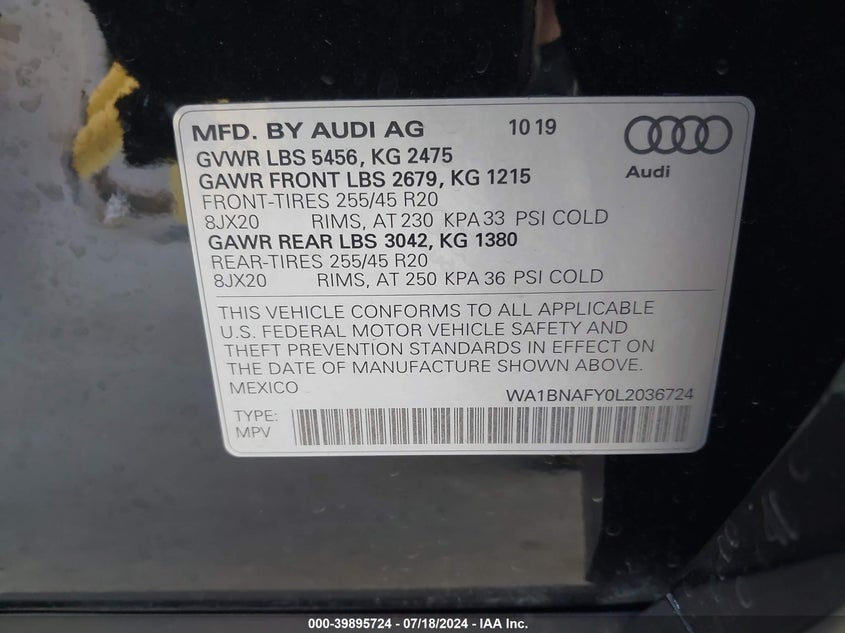 MFD. BY AUDI AG 10 19
GVWR LBS 5456, KG 2475
GAWR FRONT LBS 2679, KG 1215
FRONT-TIRES 255/45 R20
8JX20 RIMS, AT 230 KPA 33 PSI COLD
GAWR REAR LBS 3042, KG 1380
REAR-TIRES 255/45 R20
8JX20 RIMS, AT 250 KPA 36 PSI COLD
Audi
THIS VEHICLE CONFORMS TO ALL APPLICABLE
U.S. FEDERAL MOTOR VEHICLE SAFETY AND
THEFT PREVENTION STANDARDS IN EFFECT ON
THE DATE OF MANUFACTURE SHOWN ABOVE.
MEXICO
WA1BNAFY0L2036724
TYPE:
MPV
000-39895724 - 07/18/2024 - IAA Inc.